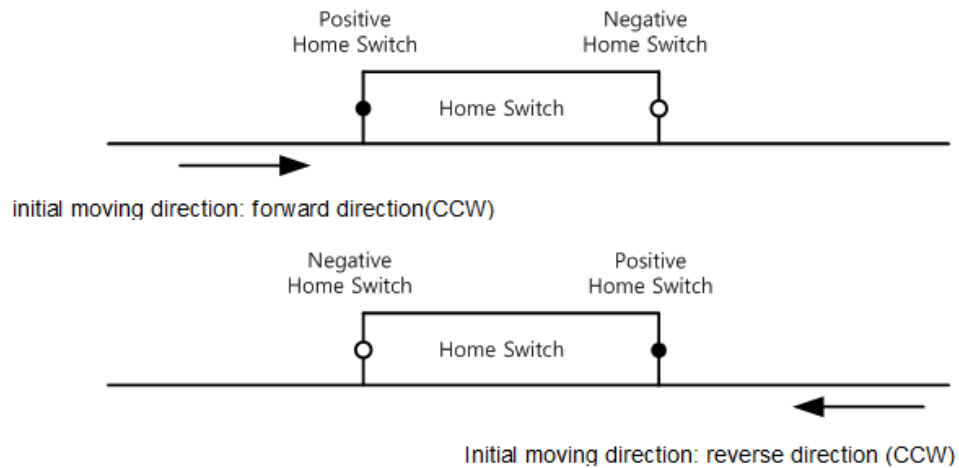 Positive
Home Switch
Negative
Home Switch
Home Switch
initial moving direction: forward direction(CCW)
Negative
Home Switch
Positive
Home Switch
Home Switch
Initial moving direction: reverse direction (CCW)